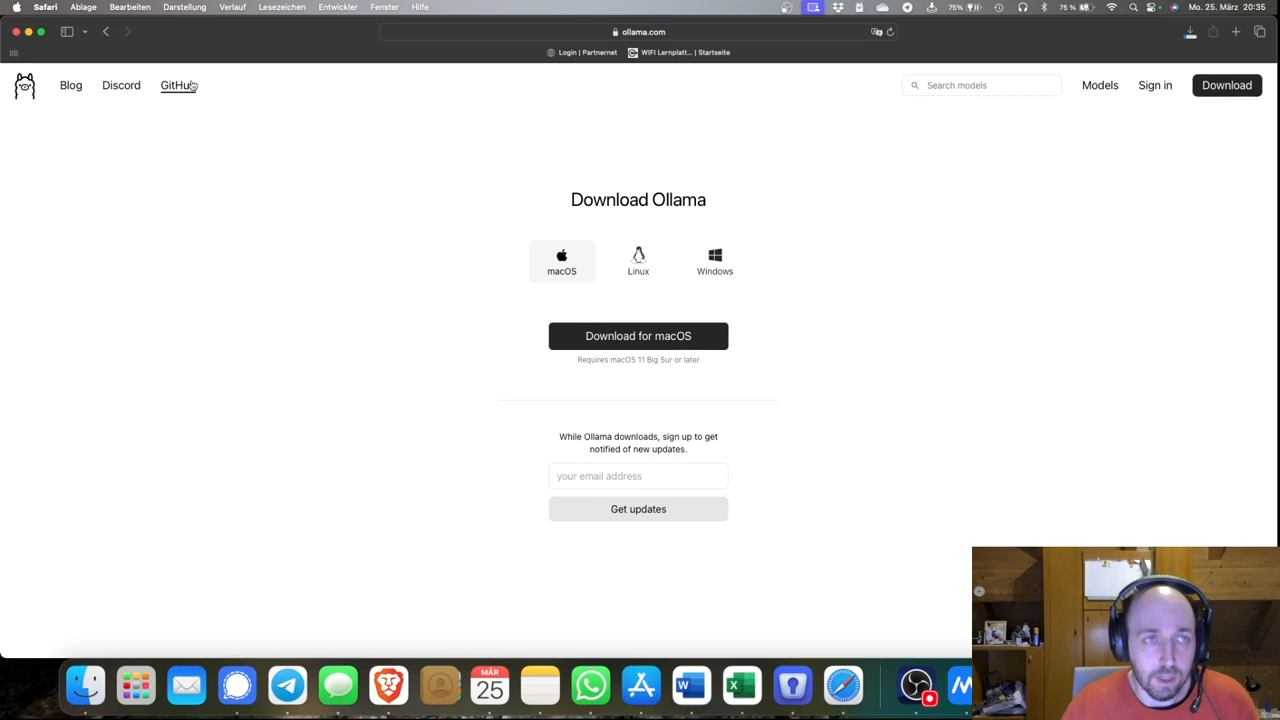 Safari Ablage Bearbeiten Darstellung Verlauf Lesezeichen Entwickler Fenster Hilfe 75 % 75 % Mo. 25. März 20:35
ollama.com
Login | Partnernet WIFI Lernplatt... | Startseite
Blog Discord GitHub Search models Models Sign in Download
Download Ollama
macOS Linux Windows
Download for macOS
Requires macOS 11 Big Sur or later
While Ollama downloads, sign up to get
notified of new updates.
your email address
Get updates
MÄR
25